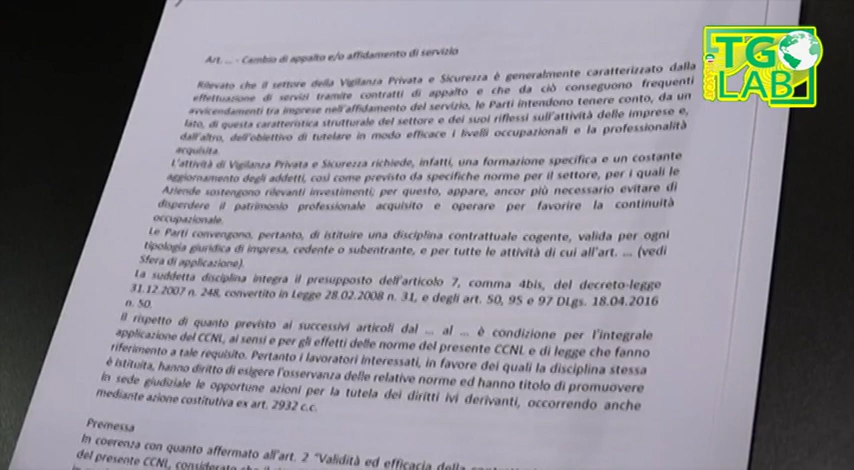 TGO
LAB
Art. ... - Cambio di appalto e/o affidamento di servizio
Rilevato che il settore della Vigilanza Privata e Sicurezza è generalmente caratterizzato dalla
effettuazione di servizi tramite contratti di appalto e che da ciò conseguono frequenti
avvicendamenti tra imprese nell'affidamento del servizio, le Parti intendono tenere conto, da un
lato, di questa caratteristica strutturale del settore e dei suoi riflessi sull'attività delle imprese e,
dall'altro, dell'obiettivo di tutelare in modo efficace i livelli occupazionali e la professionalità
acquisita.
L'attività di Vigilanza Privata e Sicurezza richiede, infatti, una formazione specifica e un costante
aggiornamento degli addetti, così come previsto da specifiche norme per il settore, per i quali le
Aziende sostengono rilevanti investimenti; per questo, appare, ancor più necessario evitare di
disperdere il patrimonio professionale acquisito e operare per favorire la continuità
occupazionale.
Le Parti convengono, pertanto, di istituire una disciplina contrattuale cogente, valida per ogni
tipologia giuridica di impresa, cedente o subentrante, e per tutte le attività di cui all'art. ... (vedi
Sfera di applicazione).
La suddetta disciplina integra il presupposto dell'articolo 7, comma 4bis, del decreto-legge
31.12.2007 n. 248, convertito in Legge 28.02.2008 n. 31, e degli art. 50, 95 e 97 DLgs. 18.04.2016
n. 50.
Il rispetto di quanto previsto ai successivi articoli dal ... al ... è condizione per l'integrale
applicazione del CCNL, ai sensi e per gli effetti delle norme del presente CCNL e di legge che fanno
riferimento a tale requisito. Pertanto i lavoratori interessati, in favore dei quali la disciplina stessa
è istituita, hanno diritto di esigere l'osservanza delle relative norme ed hanno titolo di promuovere
in sede giudiziale le opportune azioni per la tutela dei diritti ivi derivanti, occorrendo anche
mediante azione costitutiva ex art. 2932 c.c.
Premessa
In coerenza con quanto affermato all'art. 2 "Validità ed efficacia della
del presente CCNL, considerato che il